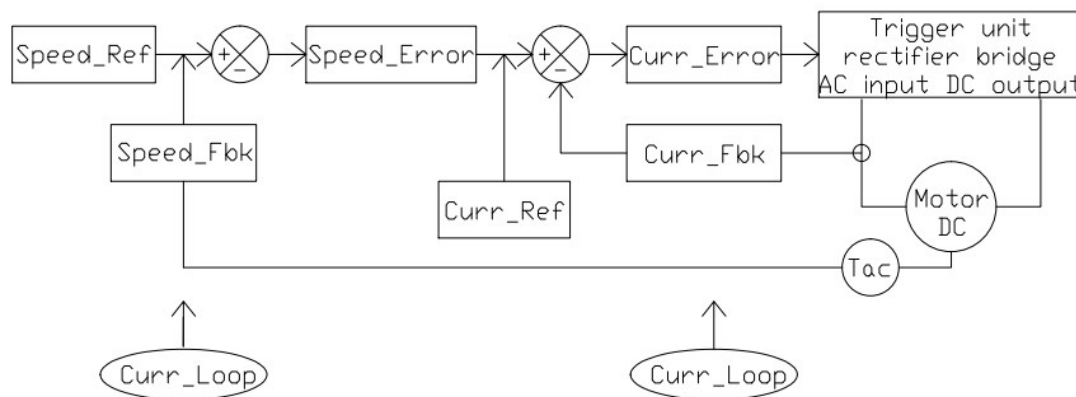 Speed_Ref
+
-
Speed_Error
+
-
Curr_Error
Trigger unit
rectifier bridge
AC input DC output
Speed_Fbk
Curr_Fbk
Curr_Ref
Motor
DC
Tac
Curr_Loop
Curr_Loop